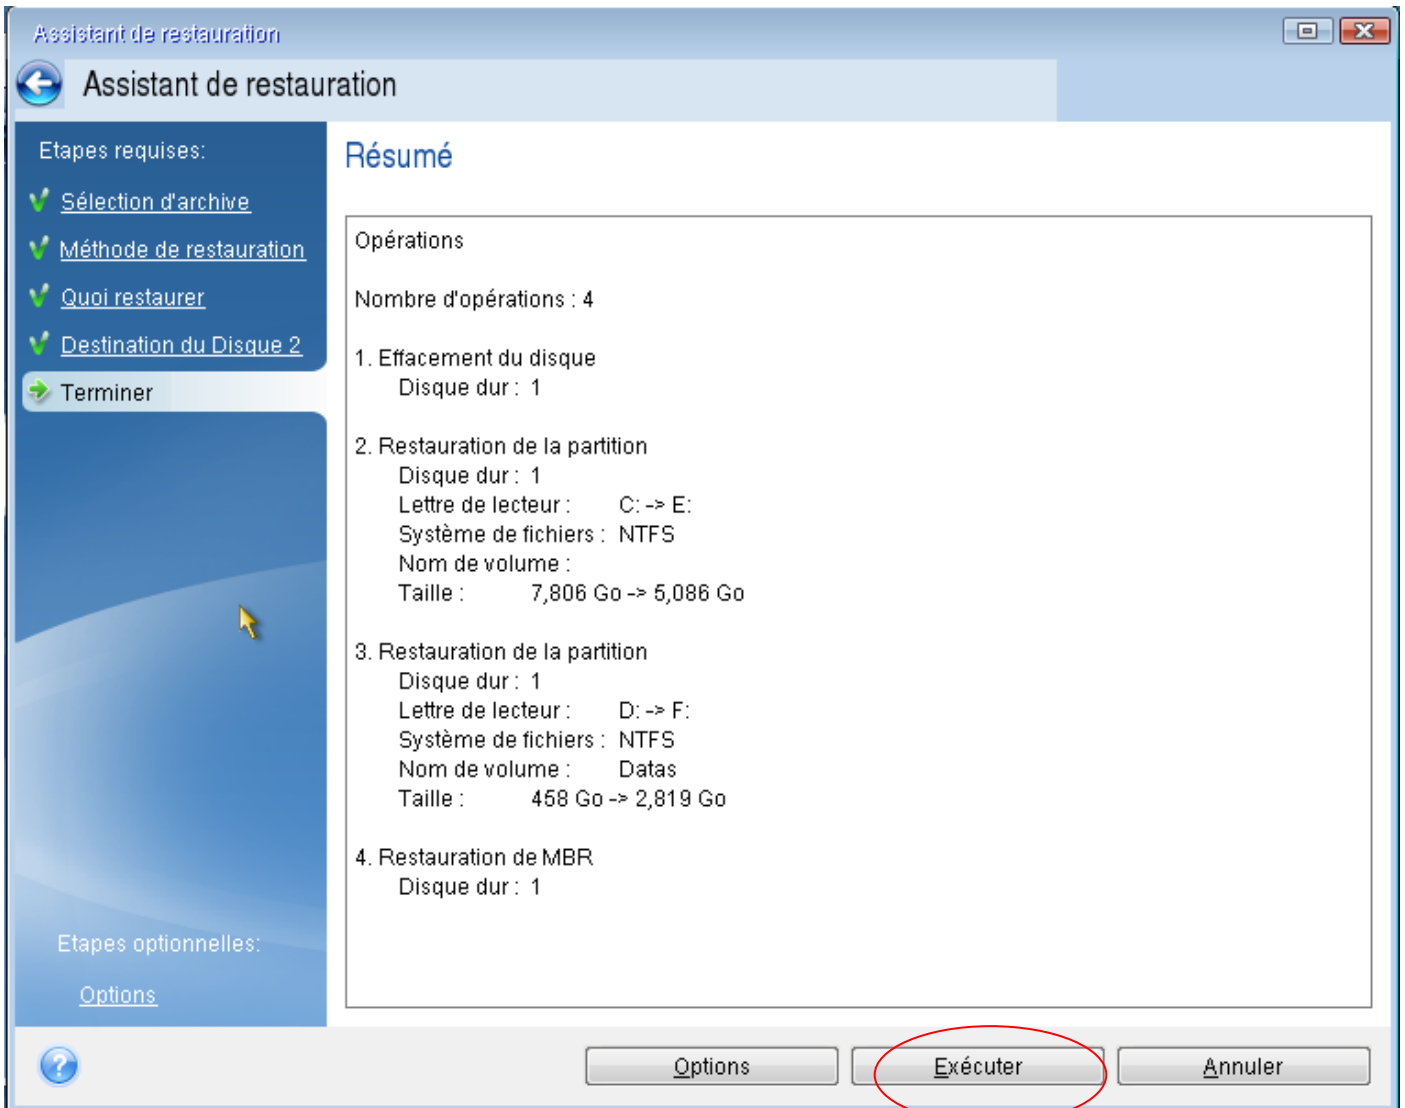 Assistant de restauration
Assistant de restauration
Etapes requises:
Sélection d'archive
Méthode de restauration
Quoi restaurer
Destination du Disque 2
Terminer
Etapes optionnelles:
Options
Résumé
Opérations
Nombre d'opérations : 4
1. Effacement du disque
Disque dur : 1
2. Restauration de la partition
Disque dur : 1
Lettre de lecteur : C: -> E:
Système de fichiers : NTFS
Nom de volume :
Taille : 7,806 Go -> 5,086 Go
3. Restauration de la partition
Disque dur : 1
Lettre de lecteur : D: -> F:
Système de fichiers : NTFS
Nom de volume : Datas
Taille : 458 Go -> 2,819 Go
4. Restauration de MBR
Disque dur : 1
Options Exécuter Annuler